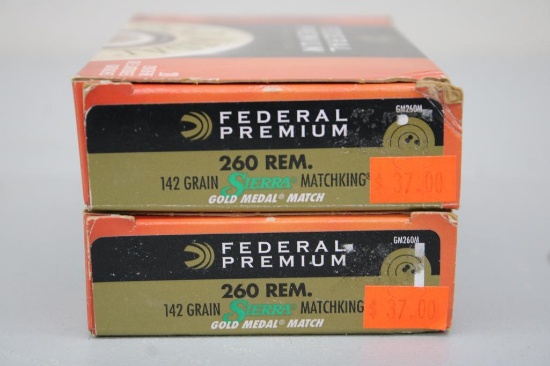 FEDERAL
PREMIUM
GM260M
260 REM.
142 GRAIN SIERRA MATCHKING®
GOLD MEDAL® MATCH
$ 37.00
FEDERAL
PREMIUM
GM260M
260 REM.
142 GRAIN SIERRA MATCHKING
GOLD MEDAL® MATCH
$ 37.00